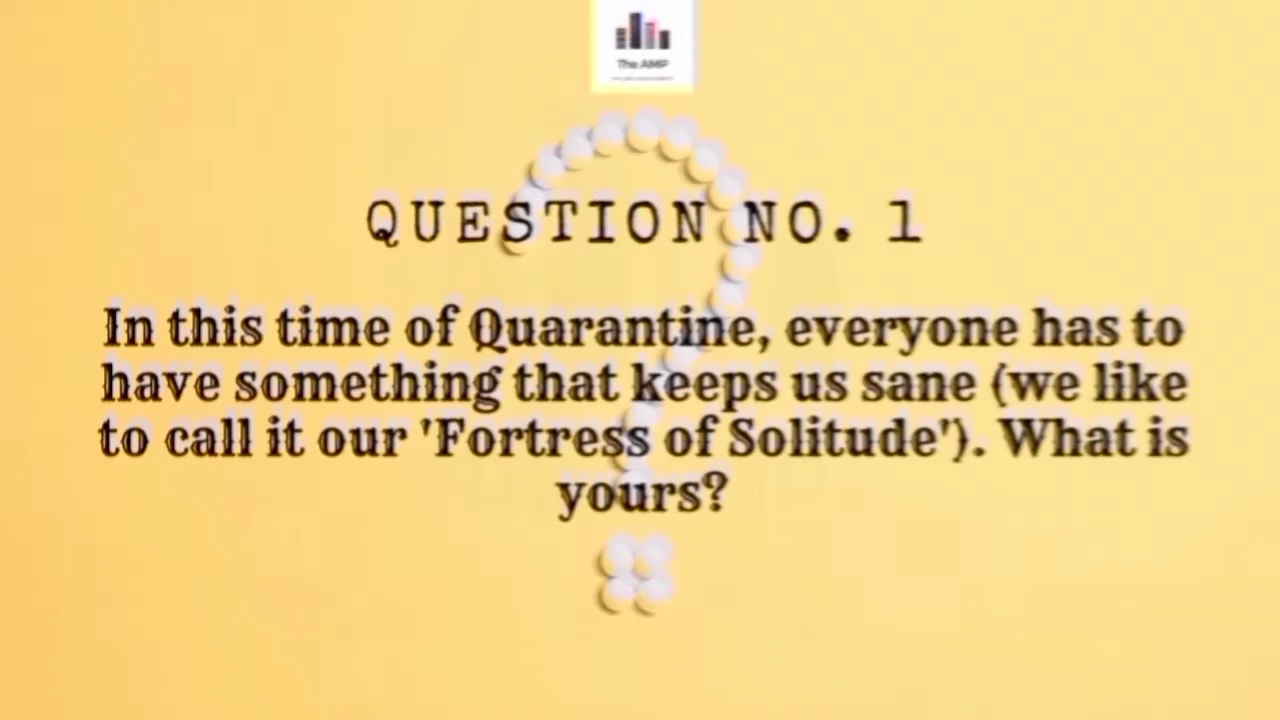 The AMP
QUESTION NO. 1
In this time of Quarantine, everyone has to
have something that keeps us sane (we like
to call it our 'Fortress of Solitude'). What is
yours?